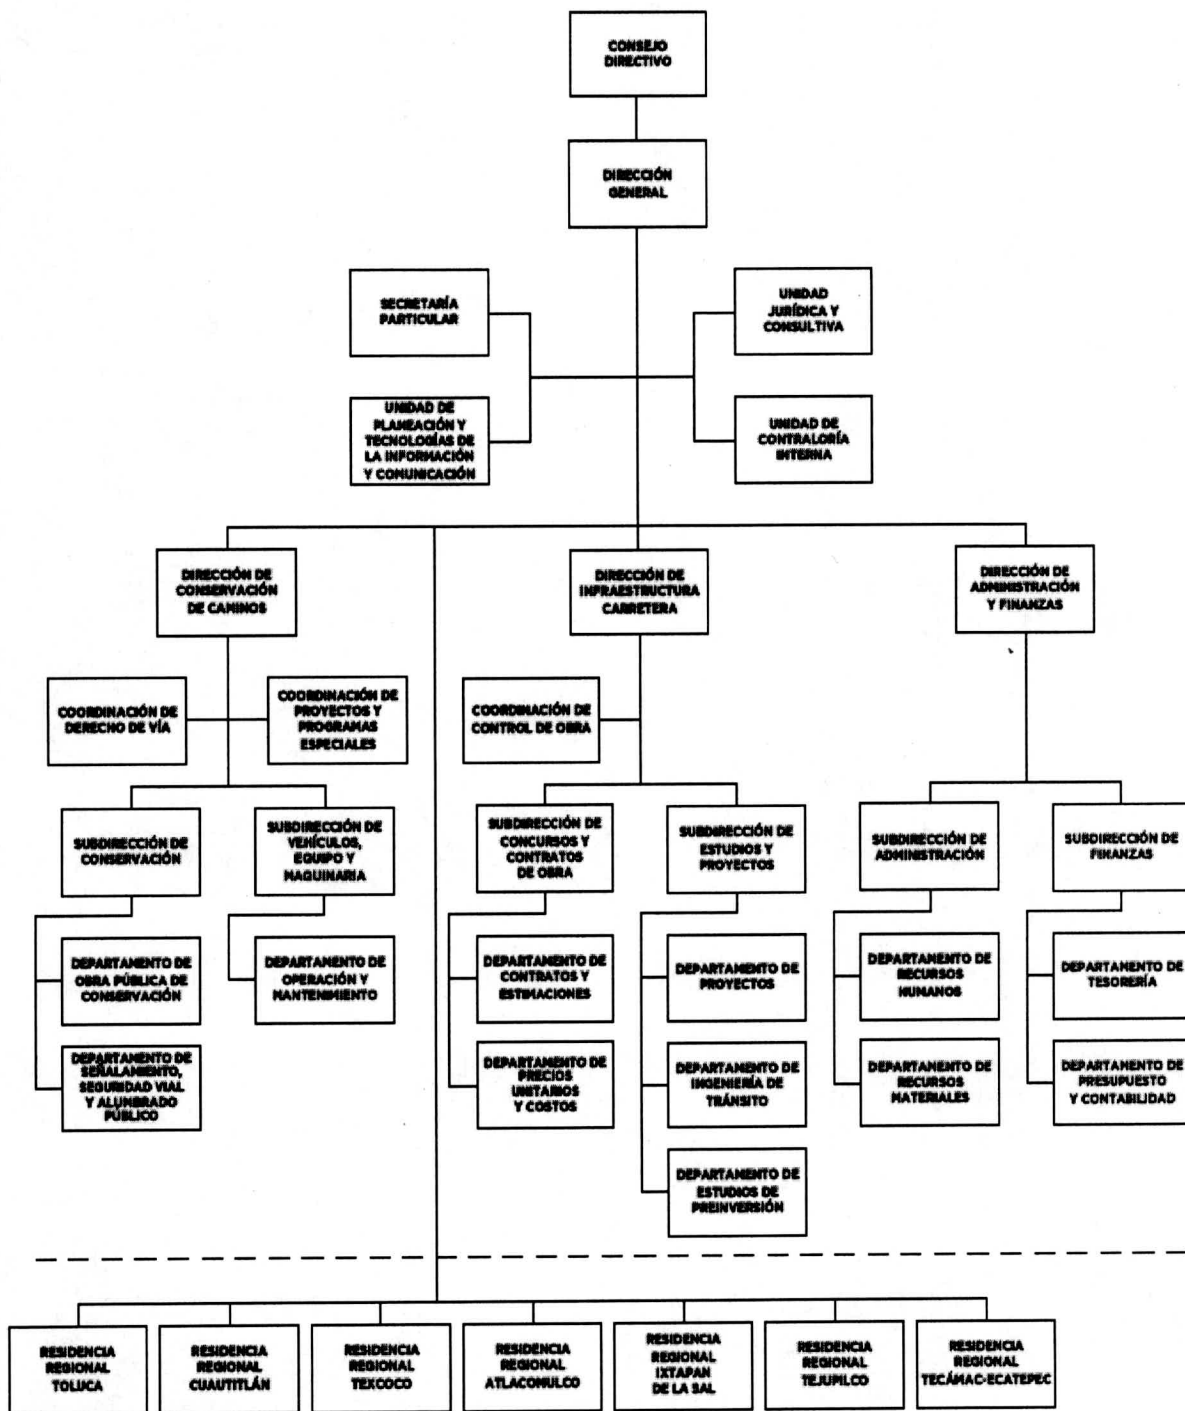 CONSEJO
DIRECTIVO
DIRECCIÓN
GENERAL
SECRETARÍA
PARTICULAR
UNIDAD
JURÍDICA Y
CONSULTIVA
UNIDAD DE
PLANEACIÓN Y
TECNOLOGÍAS DE
LA INFORMACIÓN
Y COMUNICACIÓN
UNIDAD DE
CONTRALORÍA
INTERNA
DIRECCIÓN DE
CONSERVACIÓN
DE CAMINOS
DIRECCIÓN DE
INFRAESTRUCTURA
CARRETERA
DIRECCIÓN DE
ADMINISTRACIÓN
Y FINANZAS
COORDINACIÓN DE
DERECHO DE VÍA
COORDINACIÓN DE
PROYECTOS Y
PROGRAMAS
ESPECIALES
COORDINACIÓN DE
CONTROL DE OBRA
SUBDIRECCIÓN DE
CONSERVACIÓN
SUBDIRECCIÓN DE
VEHÍCULOS,
EQUIPO Y
MAQUINARIA
SUBDIRECCIÓN DE
CONCURSOS Y
CONTRATOS
DE OBRA
SUBDIRECCIÓN DE
ESTUDIOS Y
PROYECTOS
SUBDIRECCIÓN DE
ADMINISTRACIÓN
SUBDIRECCIÓN DE
FINANZAS
DEPARTAMENTO DE
OBRA PÚBLICA DE
CONSERVACIÓN
DEPARTAMENTO DE
OPERACIÓN Y
MANTENIMIENTO
DEPARTAMENTO DE
CONTRATOS Y
ESTIMACIONES
DEPARTAMENTO DE
PROYECTOS
DEPARTAMENTO DE
RECURSOS
HUMANOS
DEPARTAMENTO DE
TESORERÍA
DEPARTAMENTO DE
SEÑALAMIENTO,
SEGURIDAD VIAL
Y ALUMBRADO
PÚBLICO
DEPARTAMENTO DE
PRECIOS
UNITARIOS
Y COSTOS
DEPARTAMENTO DE
INGENIERÍA DE
TRÁNSITO
DEPARTAMENTO DE
RECURSOS
MATERIALES
DEPARTAMENTO DE
PRESUPUESTO
Y CONTABILIDAD
DEPARTAMENTO DE
ESTUDIOS DE
PREINVERSIÓN
RESIDENCIA
REGIONAL
TOLUCA
RESIDENCIA
REGIONAL
CUAUTITLÁN
RESIDENCIA
REGIONAL
TEXCOCO
RESIDENCIA
REGIONAL
ATLACOMULCO
RESIDENCIA
REGIONAL
IXTAPAN
DE LA SAL
RESIDENCIA
REGIONAL
TEJUPILCO
RESIDENCIA
REGIONAL
TECÁMAC-ECATEPEC